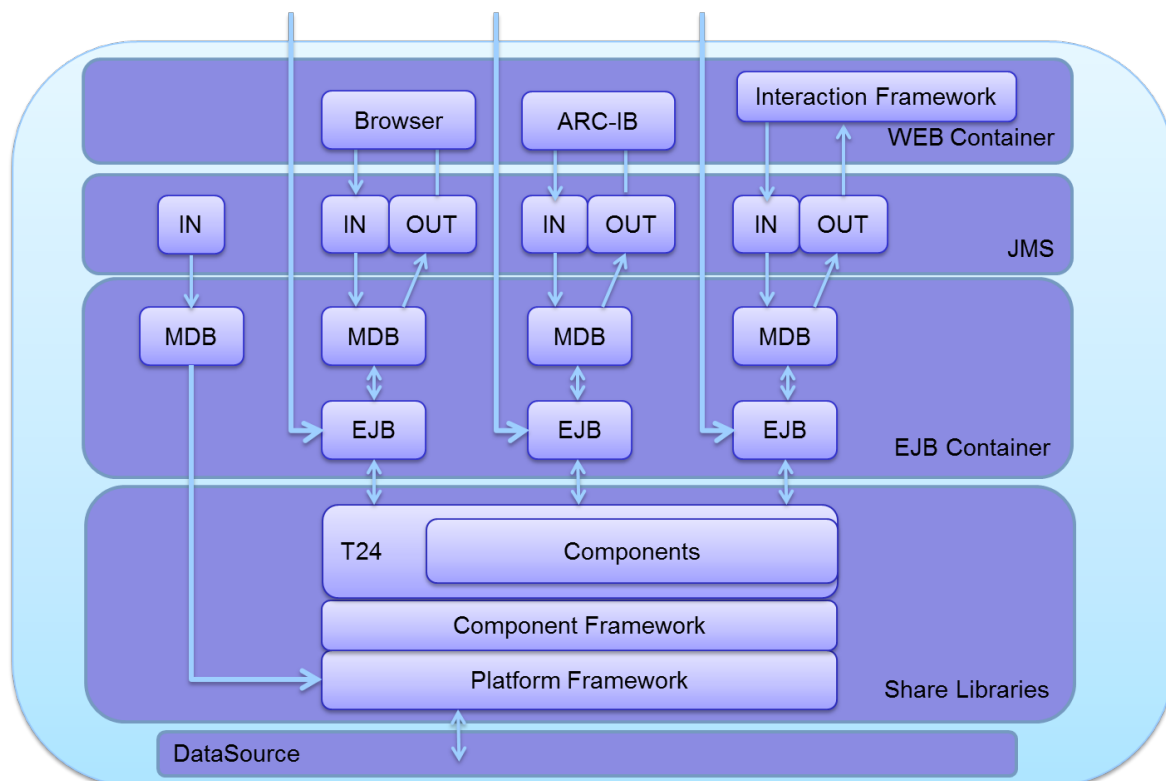 Browser
ARC-IB
Interaction Framework
WEB Container
IN
IN
OUT
IN
OUT
IN
OUT
JMS
MDB
MDB
MDB
MDB
EJB
EJB
EJB
EJB Container
T24
Components
Component Framework
Platform Framework
Share Libraries
DataSource